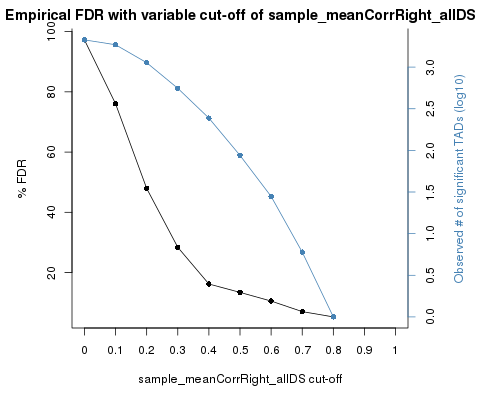 Empirical FDR with variable cut-off of sample_meanCorrRight_allDS
100
80
60
40
20
% FDR
3.0
2.5
2.0
1.5
1.0
0.5
0.0
Observed # of significant TADs (log10)
0 0.1 0.2 0.3 0.4 0.5 0.6 0.7 0.8 0.9 1
sample_meanCorrRight_allDS cut-off